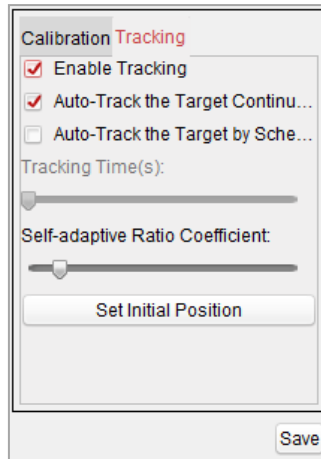 Calibration Tracking
Enable Tracking
Auto-Track the Target Continu...
Auto-Track the Target by Sche...
Tracking Time(s):
Self-adaptive Ratio Coefficient:
Set Initial Position
Save